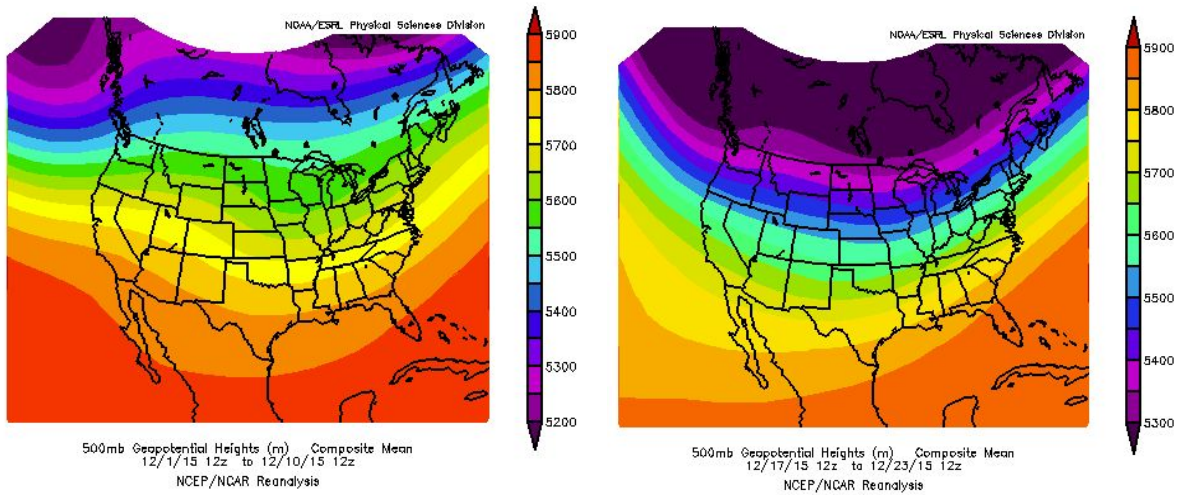 NOAA/ESRL Physical Sciences Division
5900
5800
5700
5600
5500
5400
5300
5200
500mb Geopotential Heights (m) Composite Mean
12/1/15 12z to 12/10/15 12z
NCEP/NCAR Reanalysis
NOAA/ESRL Physical Sciences Division
5900
5800
5700
5600
5500
5400
5300
500mb Geopotential Heights (m) Composite Mean
12/17/15 12z to 12/23/15 12z
NCEP/NCAR Reanalysis